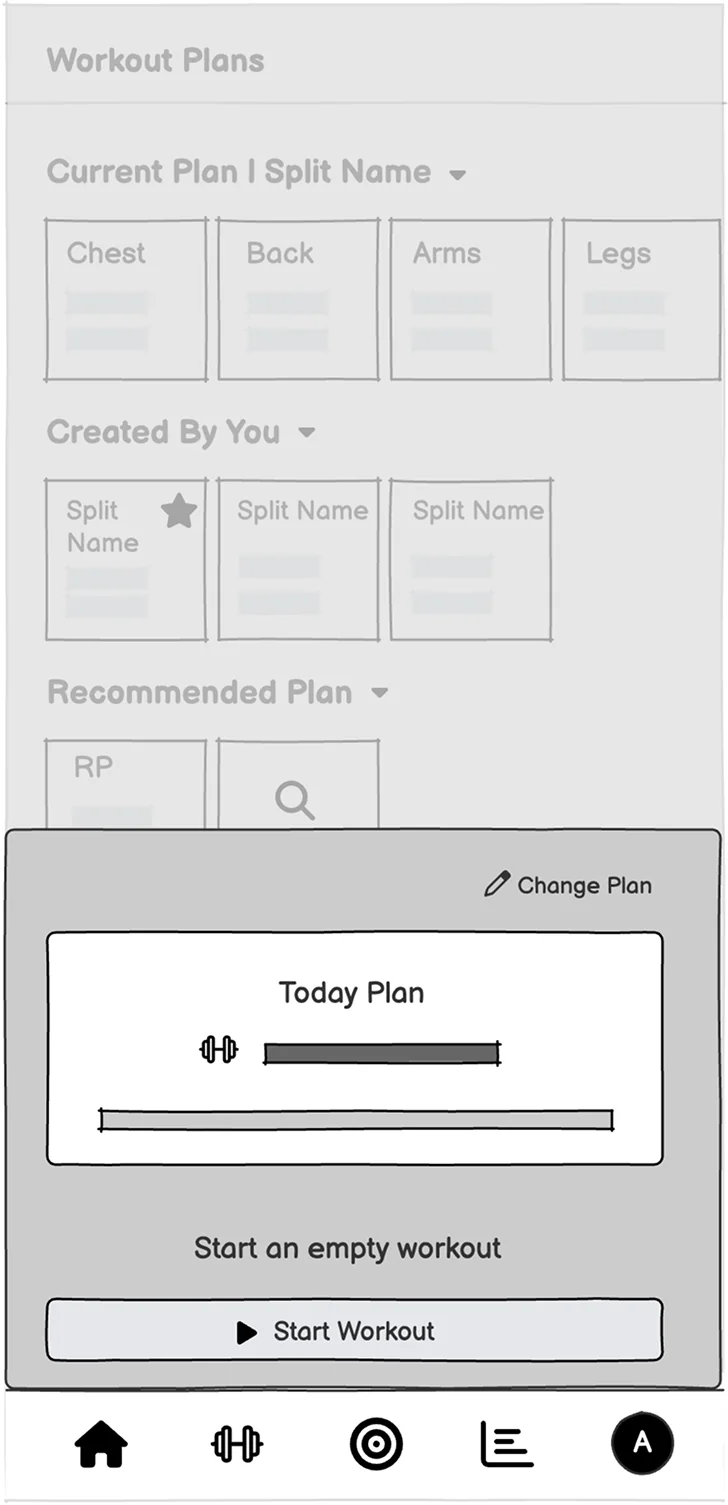 Workout Plans
Current Plan | Split Name
Chest
Back
Arms
Legs
Created By You
Split
Name
Split Name
Split Name
Recommended Plan
RP
Change Plan
Today Plan
Start an empty workout
Start Workout
A